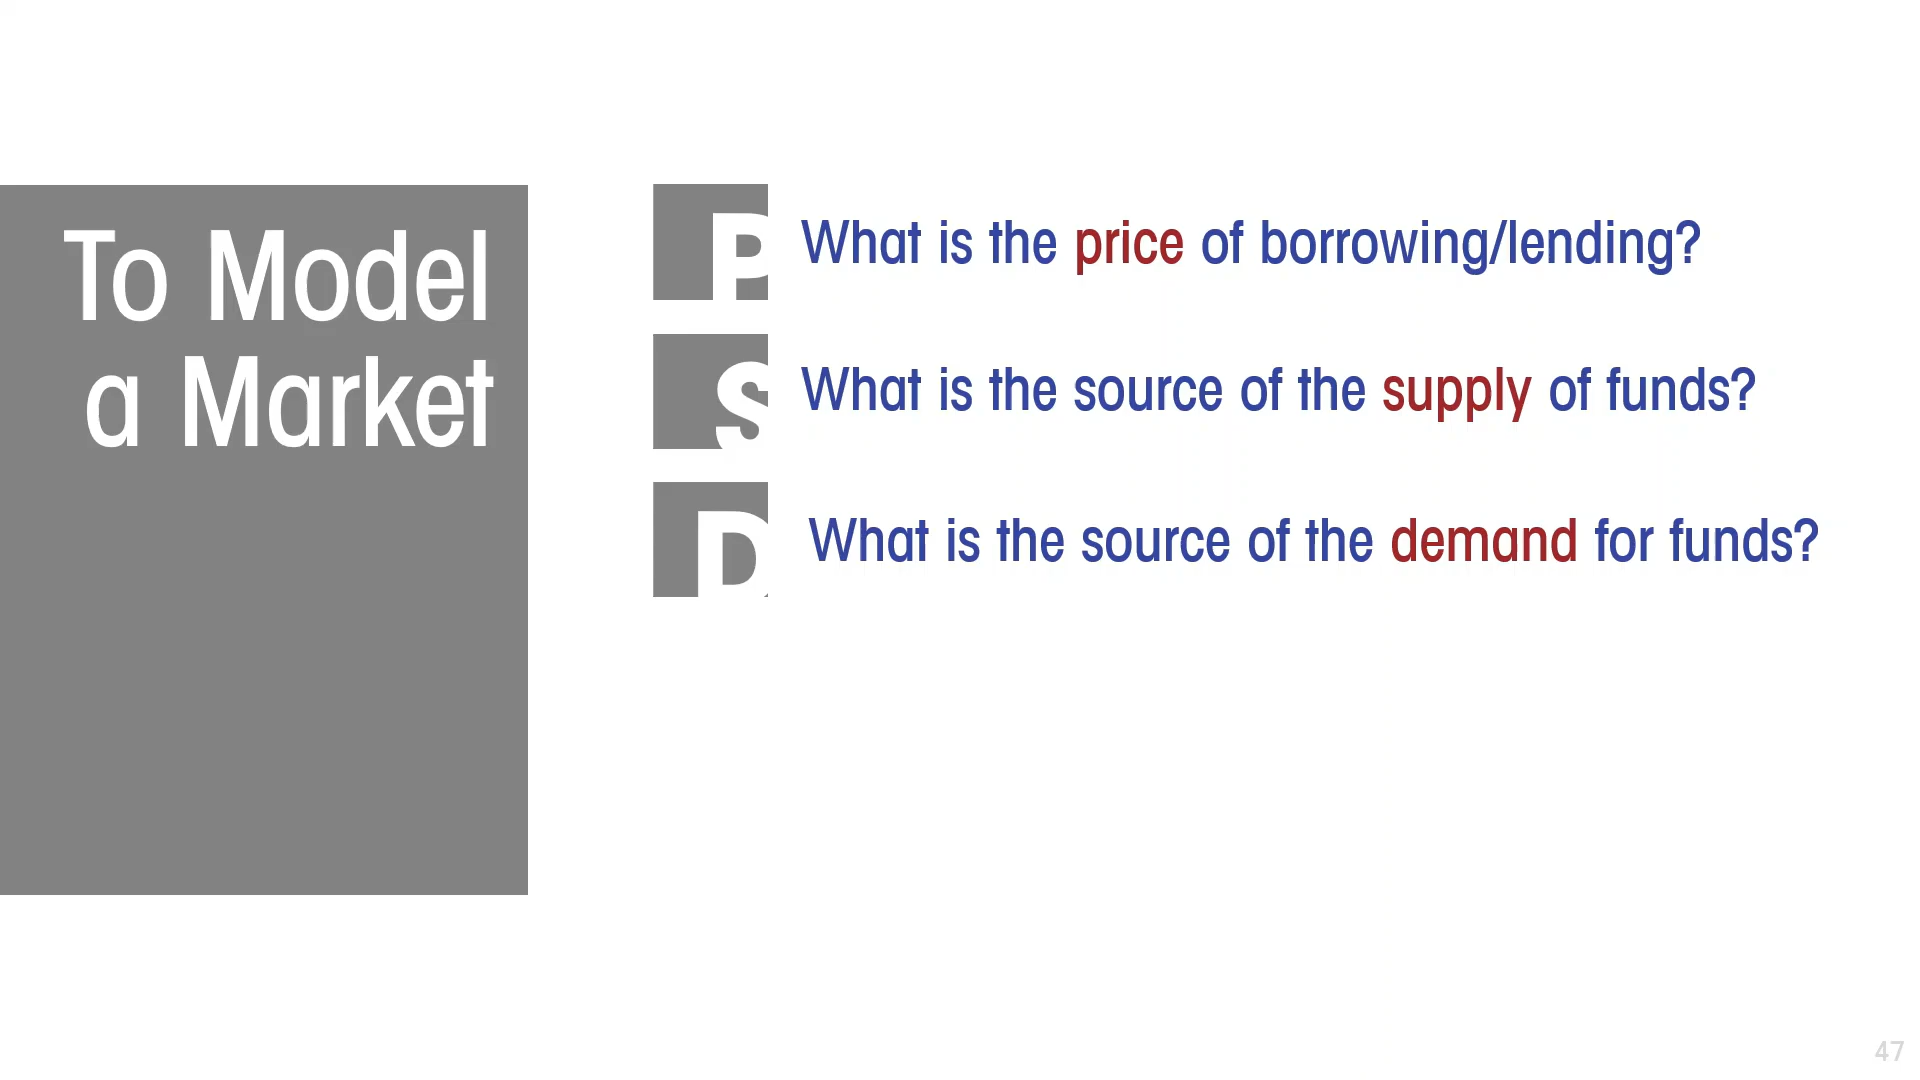 To Model
a Market
P
What is the price of borrowing/lending?
S
What is the source of the supply of funds?
D
What is the source of the demand for funds?
47